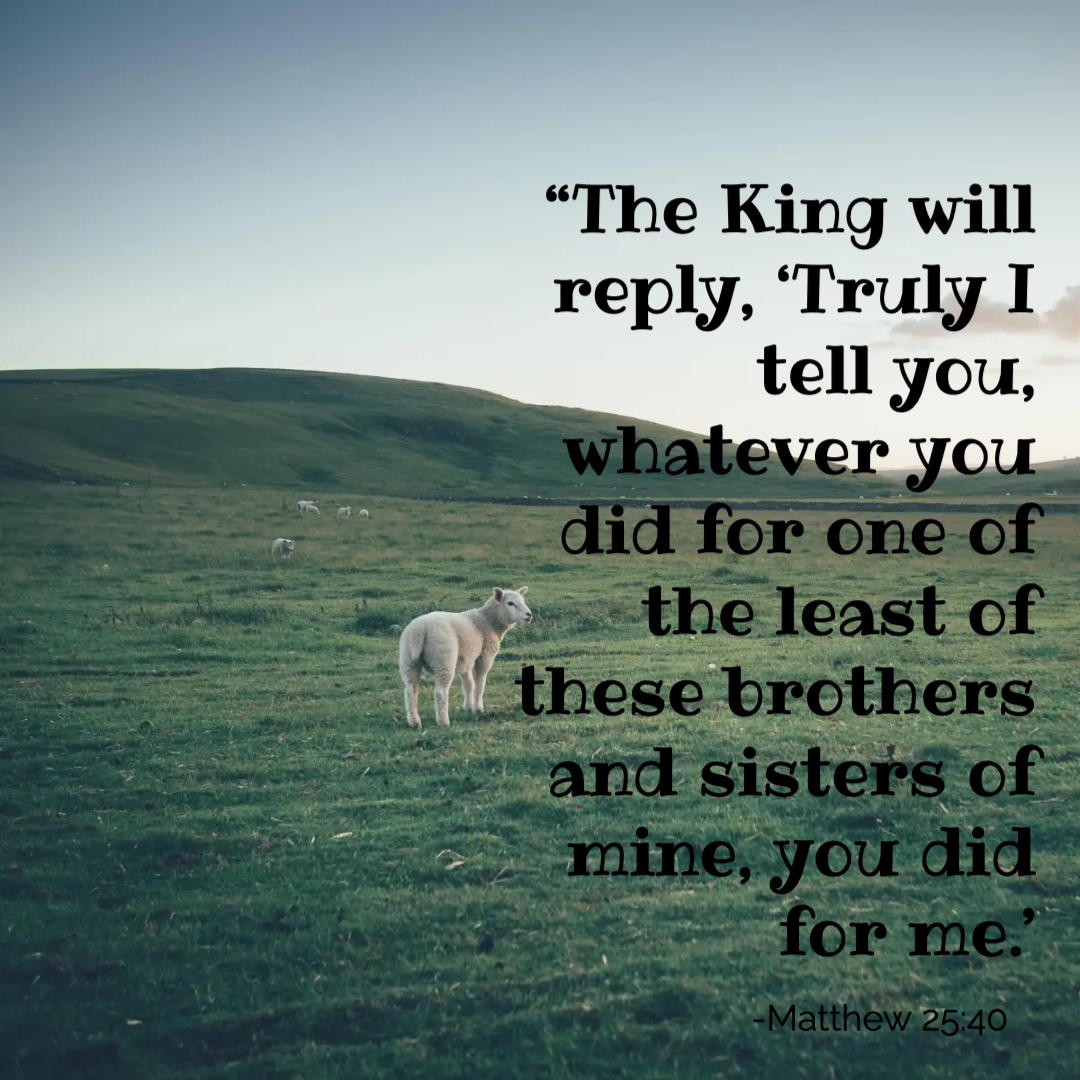 “The King will
reply, ‘Truly I
tell you,
whatever you
did for one of
the least of
these brothers
and sisters of
mine, you did
for me.’
-Matthew 25:40